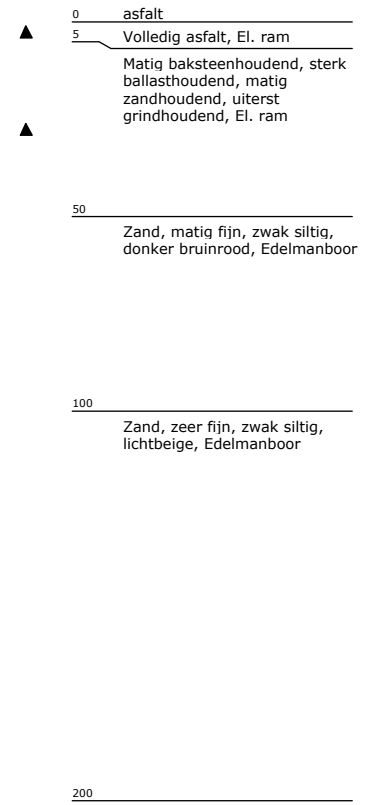 0 asfalt
5 Volledig asfalt, El. ram
Matig baksteenhoudend, sterk
ballasthoudend, matig
zandhoudend, uiterst
grindhoudend, El. ram
50
Zand, matig fijn, zwak siltig,
donker bruinrood, Edelmanboor
100
Zand, zeer fijn, zwak siltig,
lichtbeige, Edelmanboor
200